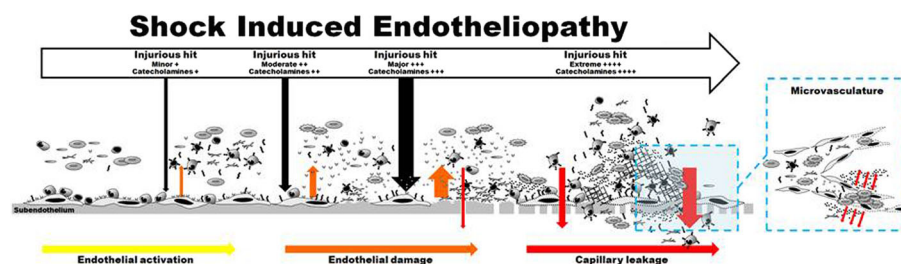 Shock Induced Endotheliopathy
Injurious hit
Minor +
Catecholamines +
Injurious hit
Moderate ++
Catecholamines ++
Injurious hit
Major +++
Catecholamines +++
Injurious hit
Extreme ++++
Catecholamines ++++
Microvasculature
Subendothelium
Endothelial activation
Endothelial damage
Capillary leakage